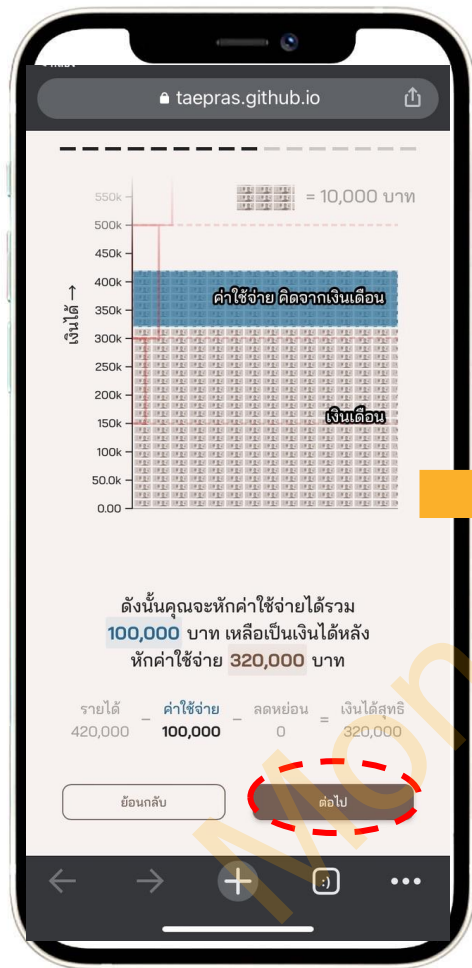 taepras.github.io
550k
= 10,000 บาท
500k
450k
400k
ค่าใช้จ่าย คิดจากเงินเดือน
350k
เงินได้ →
300k
250k
200k
เงินเดือน
150k
100k
50.0k
0.00
ดังนั้นคุณจะหักค่าใช้จ่ายได้รวม
100,000 บาท เหลือเป็นเงินได้หลัง
หักค่าใช้จ่าย 320,000 บาท
รายได้ ค่าใช้จ่าย ลดหย่อน เงินได้สุทธิ
420,000 – 100,000 – 0 = 320,000
ย้อนกลับ ต่อไป
:)
Mon